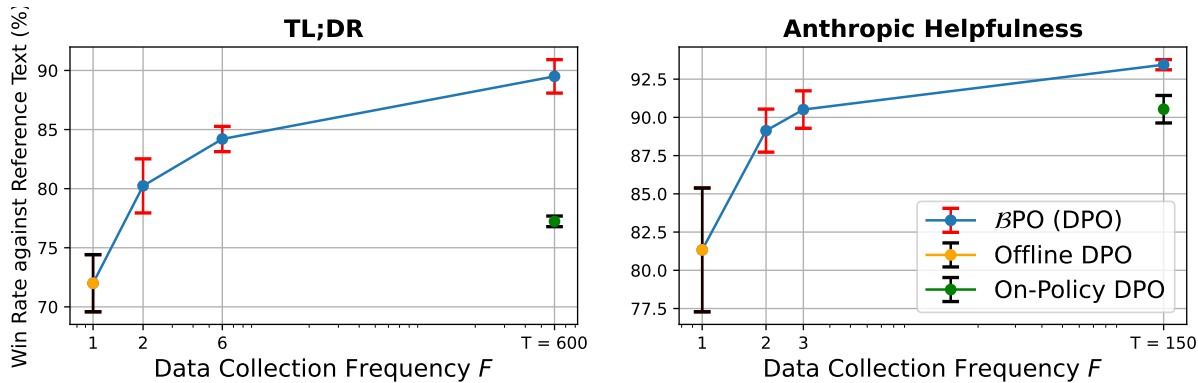 TL;DR
Win Rate against Reference Text (%)
90
85
80
75
70
1 2 6 T = 600
Data Collection Frequency F
Anthropic Helpfulness
92.5
90.0
87.5
85.0
82.5
80.0
77.5
1 2 3 T = 150
Data Collection Frequency F
ℬPO (DPO)
Offline DPO
On-Policy DPO